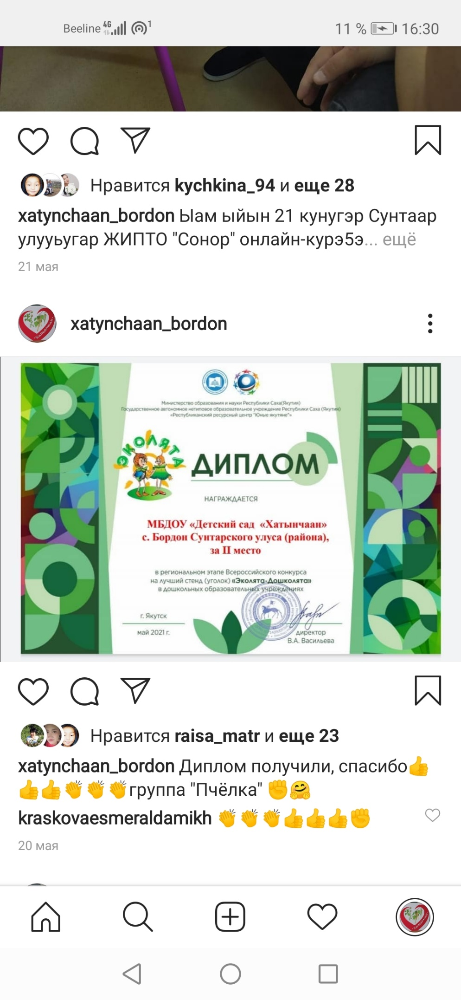 Beeline 4G 1 11 % 16:30
Нравится kychkina_94 и еще 28
xatynchaan_bordon Ыам ыйын 21 кунугэр Сунтаар
улууьугар ЖИПТО "Сонор" онлайн-курэ5э... ещё
21 мая
xatynchaan_bordon
Министерство образования и науки Республики Саха(Якутия)
Государственное автономное нетиповое образовательное учреждение Республики Саха (Якутия)
«Республиканский ресурсный центр "Юные якутяне"»
ЭКОЛЯТА
ДИПЛОМ
НАГРАЖДАЕТСЯ
МБДОУ «Детский сад «Хатынчаан»
с. Бордон Сунтарского улуса (района),
за II место
в региональном этапе Всероссийского конкурса
на лучший стенд (уголок) «Эколята-Дошколята»
в дошкольных образовательных учреждениях
г. Якутск
май 2021 г.
директор
В.А. Васильева
Нравится raisa_matr и еще 23
xatynchaan_bordon Диплом получили, спасибо👍
👍👍👏👏👏группа "Пчёлка" ✊🤗
kraskovaesmeraldamikh 👏👏👏👍👍👍✊
20 мая